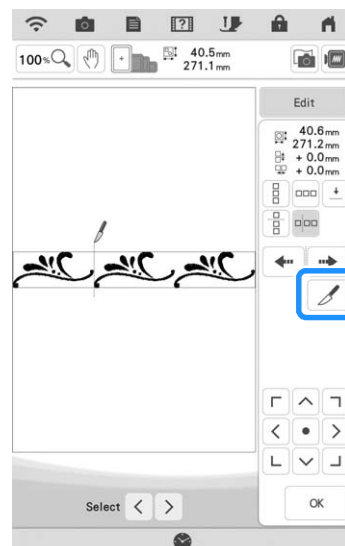 100% 40.5mm
271.1mm
Edit
40.6mm
271.2mm
+ 0.0mm
+ 0.0mm
Select
OK